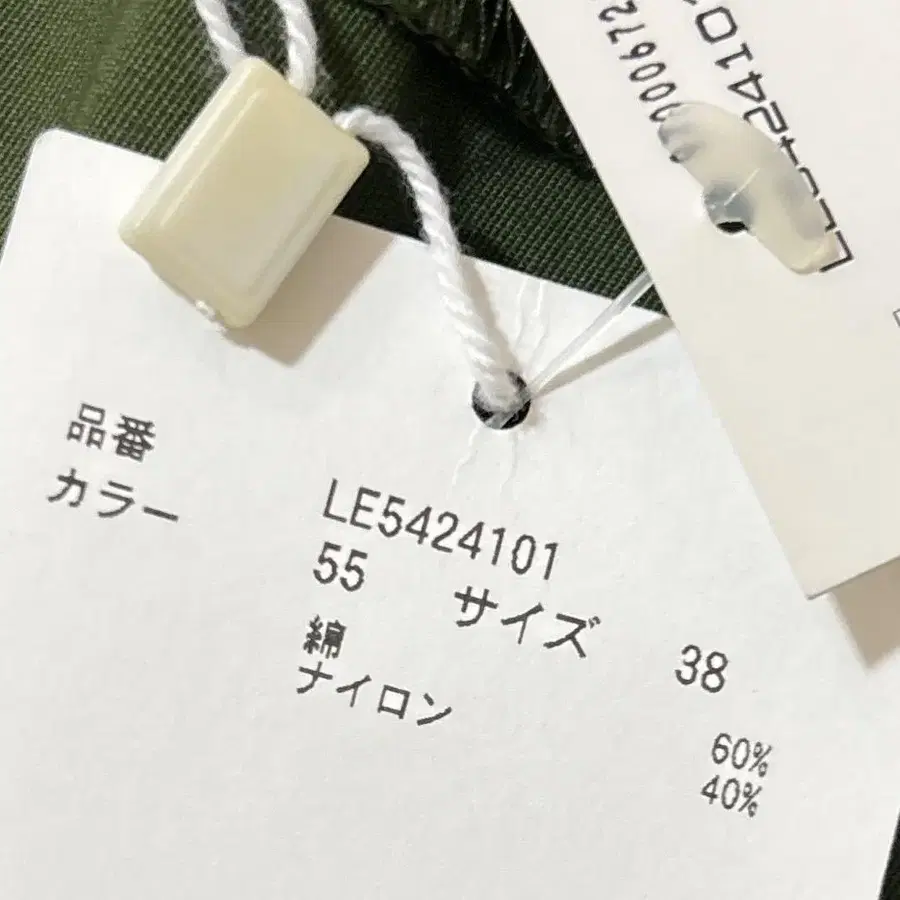 品番 LE5424101
カラー 55 サイズ 38
綿 60%
ナイロン 40%